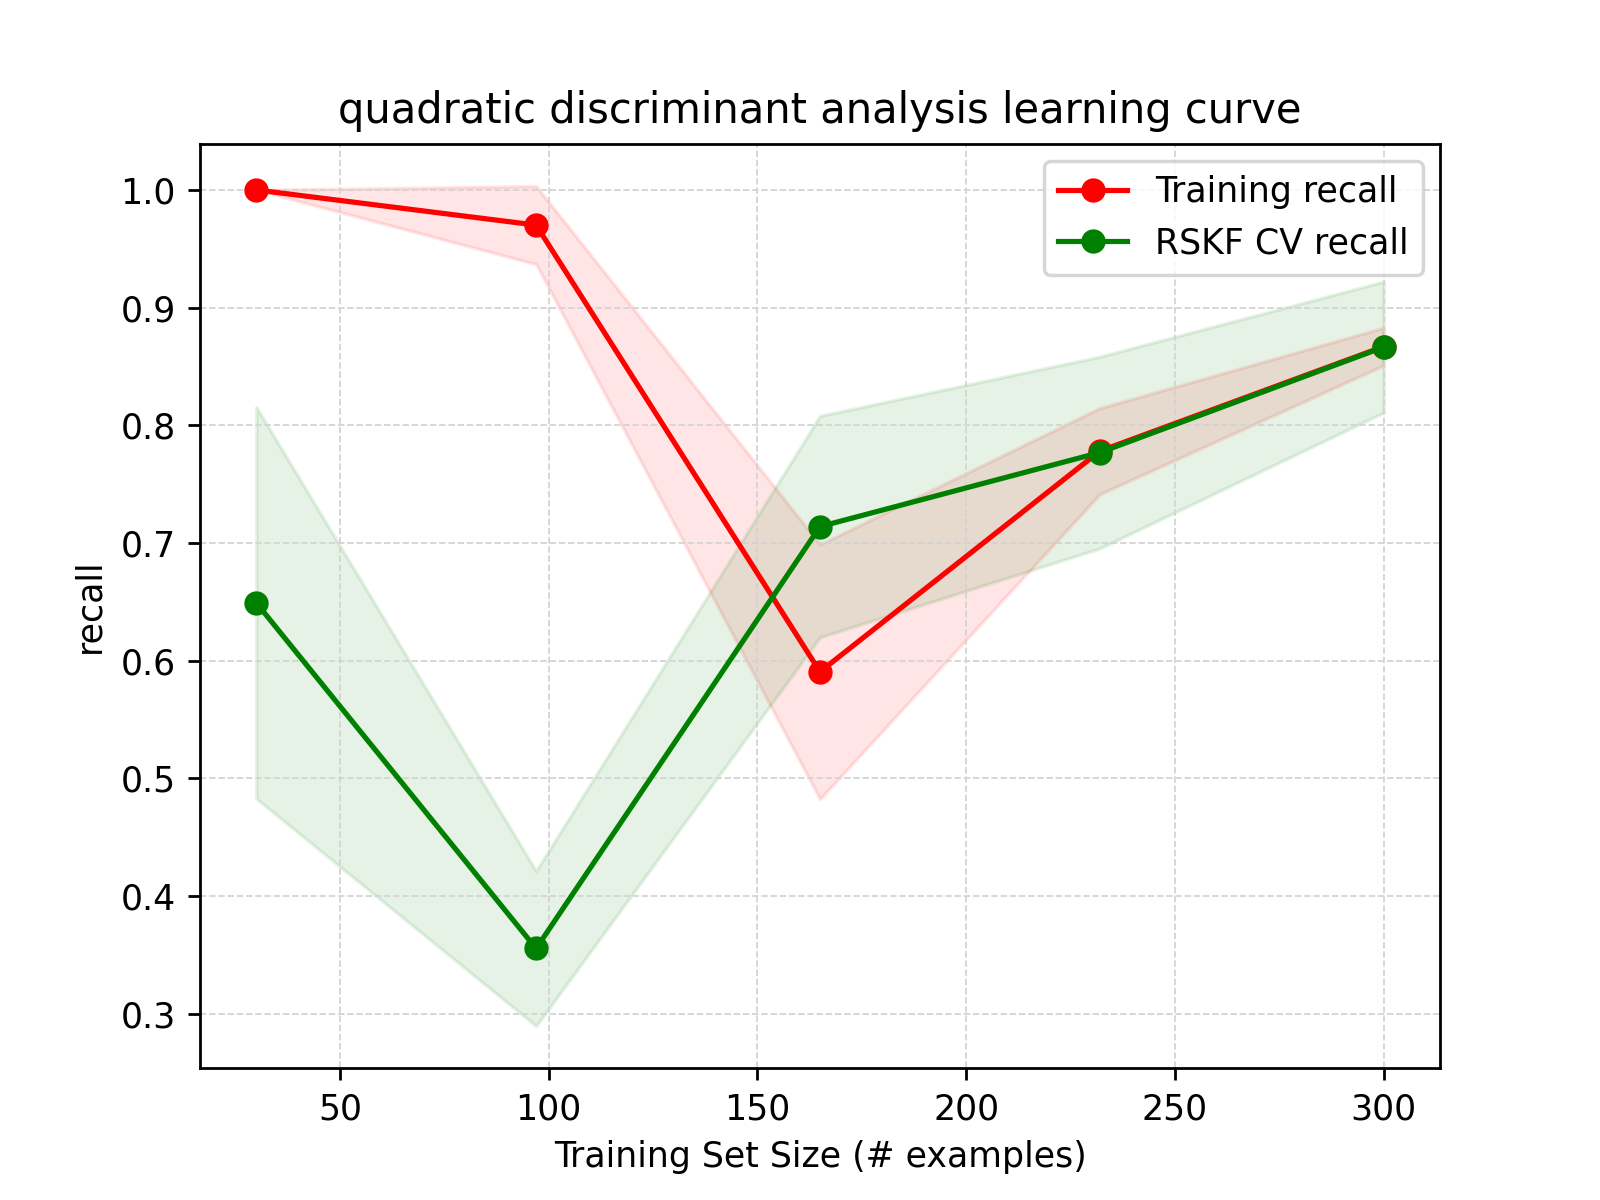 quadratic discriminant analysis learning curve
Training recall
RSKF CV recall
1.0
0.9
0.8
0.7
0.6
0.5
0.4
0.3
recall
50 100 150 200 250 300
Training Set Size (# examples)